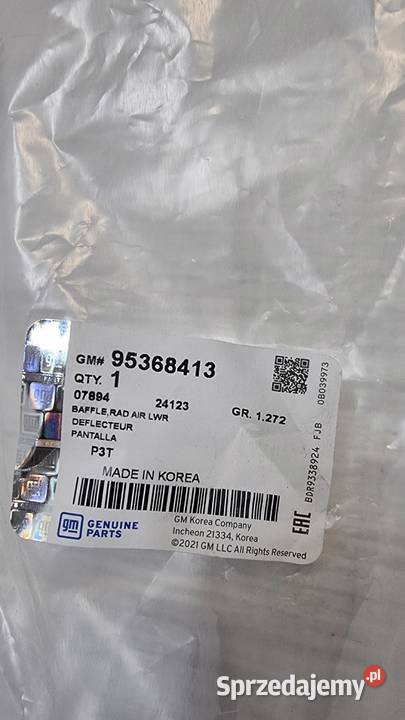 GM# 95368413
QTY. 1
07894 24123 GR. 1.272
BAFFLE,RAD AIR LWR
DEFLECTEUR
PANTALLA
P3T
MADE IN KOREA
gm GENUINE PARTS
GM Korea Company
Incheon 21334, Korea
©2021 GM LLC All Rights Reserved
EAC
BDR9338924 FJB 0B039973
Sprzedajemy.pl